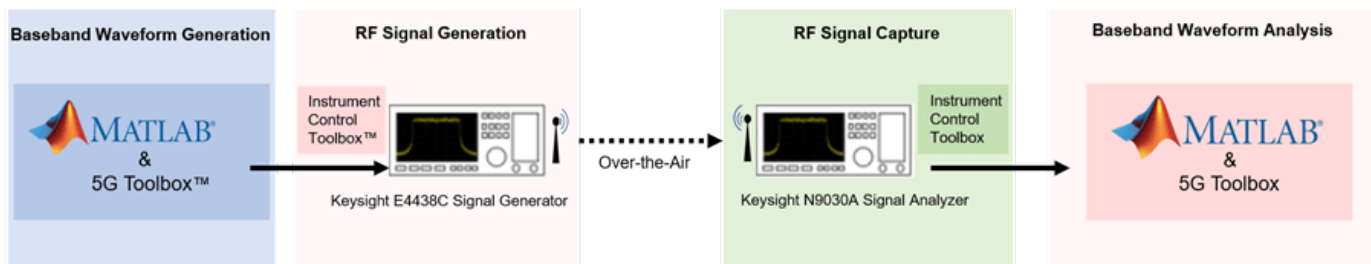 Baseband Waveform Generation
MATLAB®
&
5G Toolbox™
RF Signal Generation
Instrument
Control
Toolbox™
Keysight E4438C Signal Generator
Over-the-Air
RF Signal Capture
Instrument
Control
Toolbox
Keysight N9030A Signal Analyzer
Baseband Waveform Analysis
MATLAB®
&
5G Toolbox